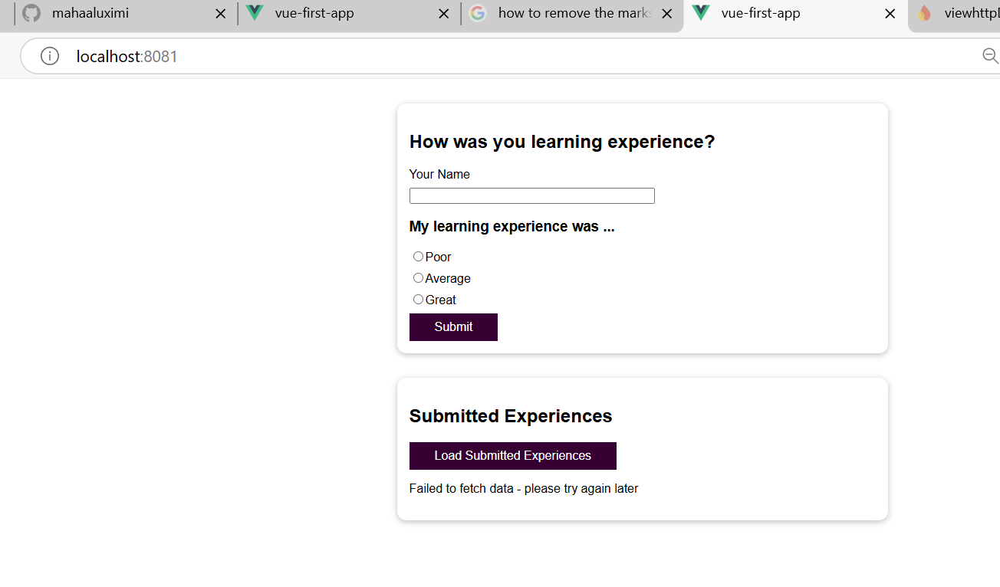 mahaaluximi
vue-first-app
how to remove the marks
vue-first-app
viewhttp
localhost:8081
How was you learning experience?
Your Name
My learning experience was ...
Poor
Average
Great
Submit
Submitted Experiences
Load Submitted Experiences
Failed to fetch data - please try again later